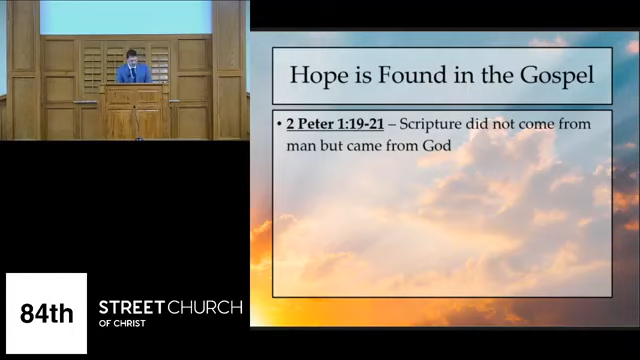 Hope is Found in the Gospel
• 2 Peter 1:19-21 – Scripture did not come from
man but came from God
84th
STREET CHURCH
OF CHRIST